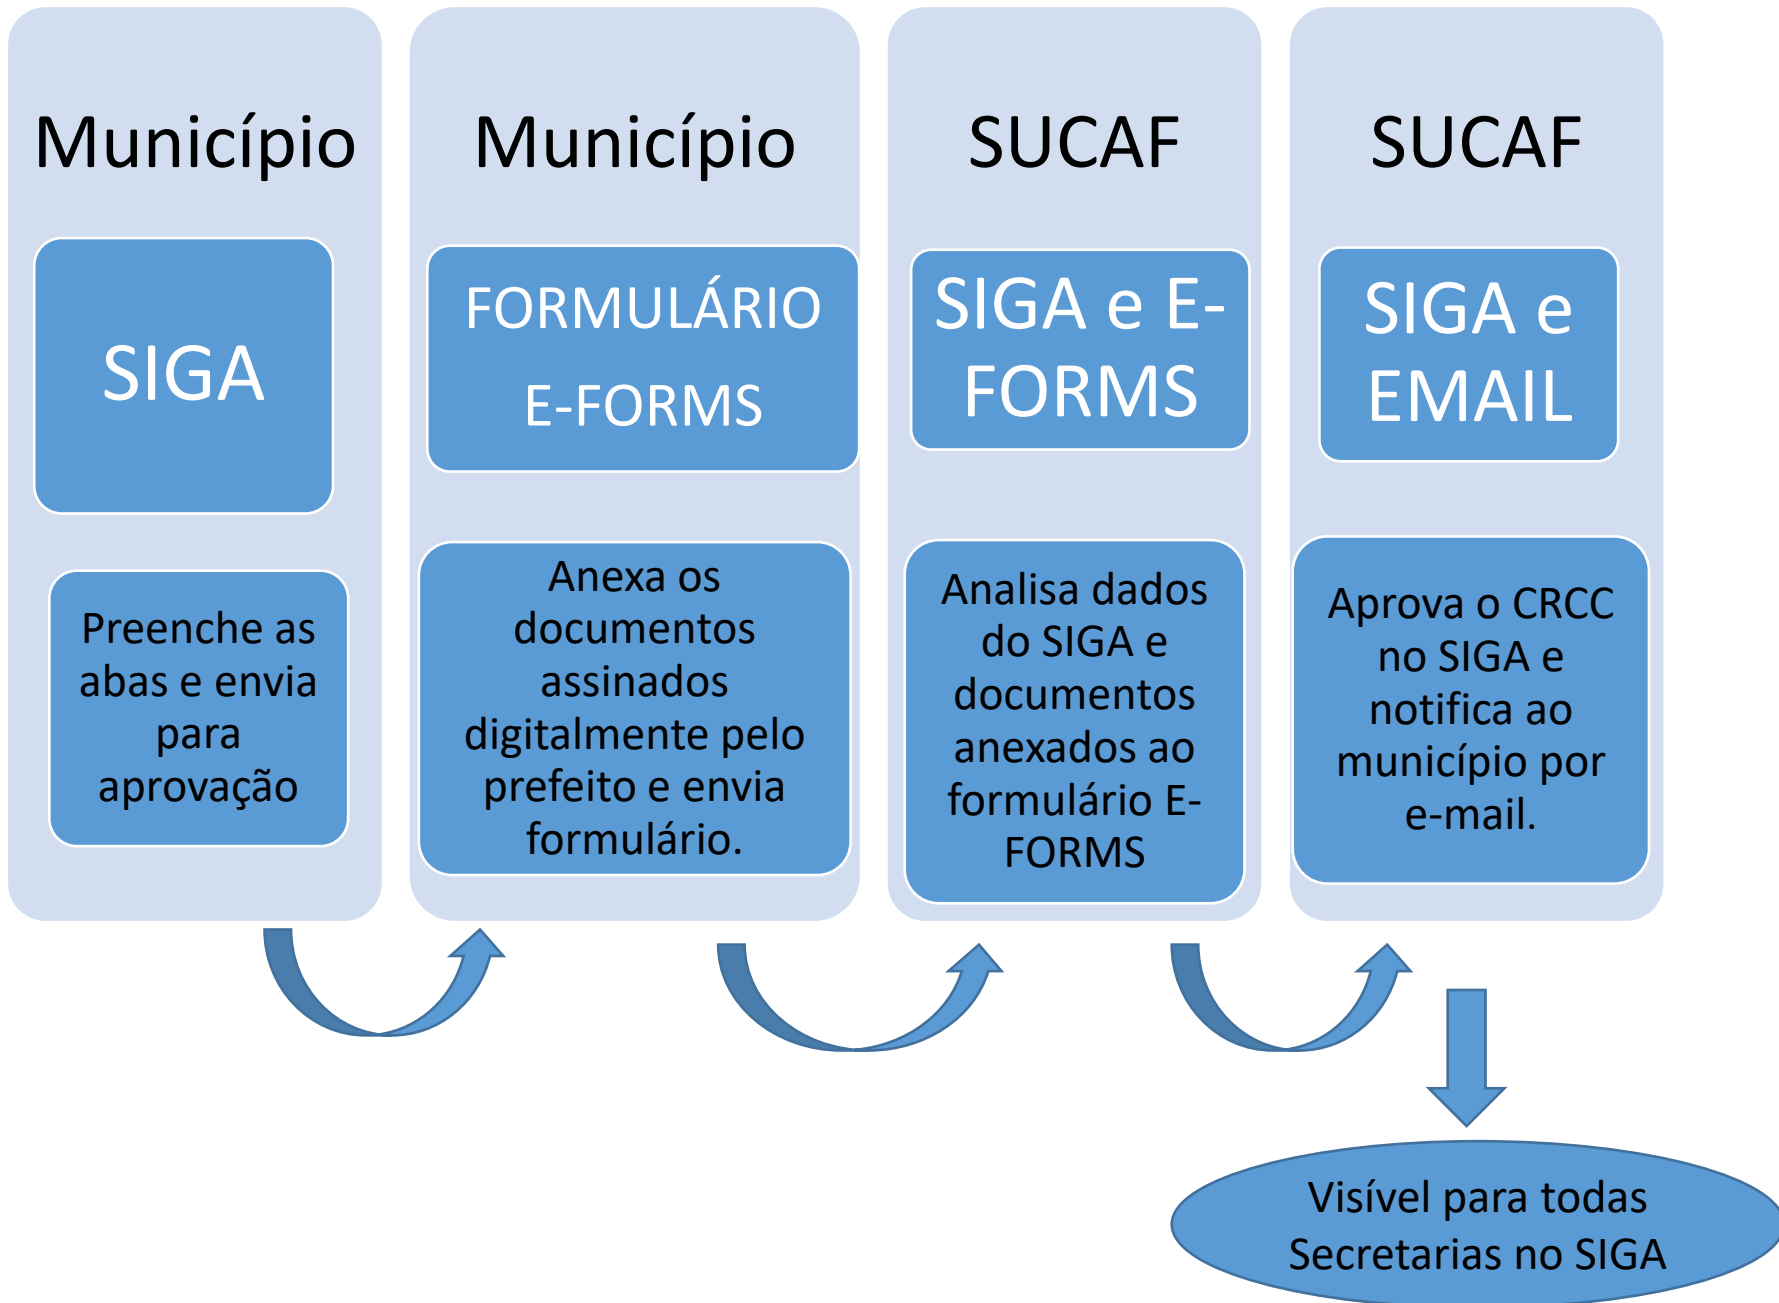 Município
SIGA
Preenche as
abas e envia
para
aprovação
Município
FORMULÁRIO
E-FORMS
Anexa os
documentos
assinados
digitalmente pelo
prefeito e envia
formulário.
SUCAF
SIGA e E-
FORMS
Analisa dados
do SIGA e
documentos
anexados ao
formulário E-
FORMS
SUCAF
SIGA e
EMAIL
Aprova o CRCC
no SIGA e
notifica ao
município por
e-mail.
Visível para todas
Secretarias no SIGA